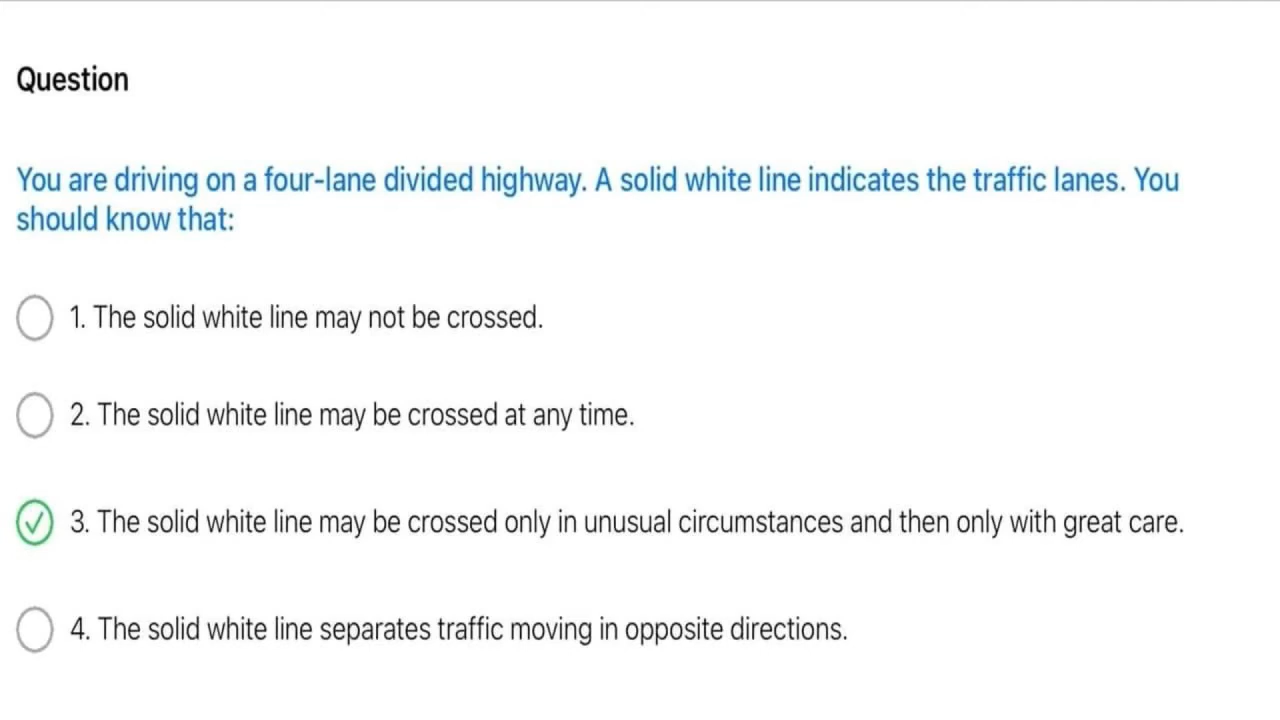 Question
You are driving on a four-lane divided highway. A solid white line indicates the traffic lanes. You
should know that:
1. The solid white line may not be crossed.
2. The solid white line may be crossed at any time.
3. The solid white line may be crossed only in unusual circumstances and then only with great care.
4. The solid white line separates traffic moving in opposite directions.